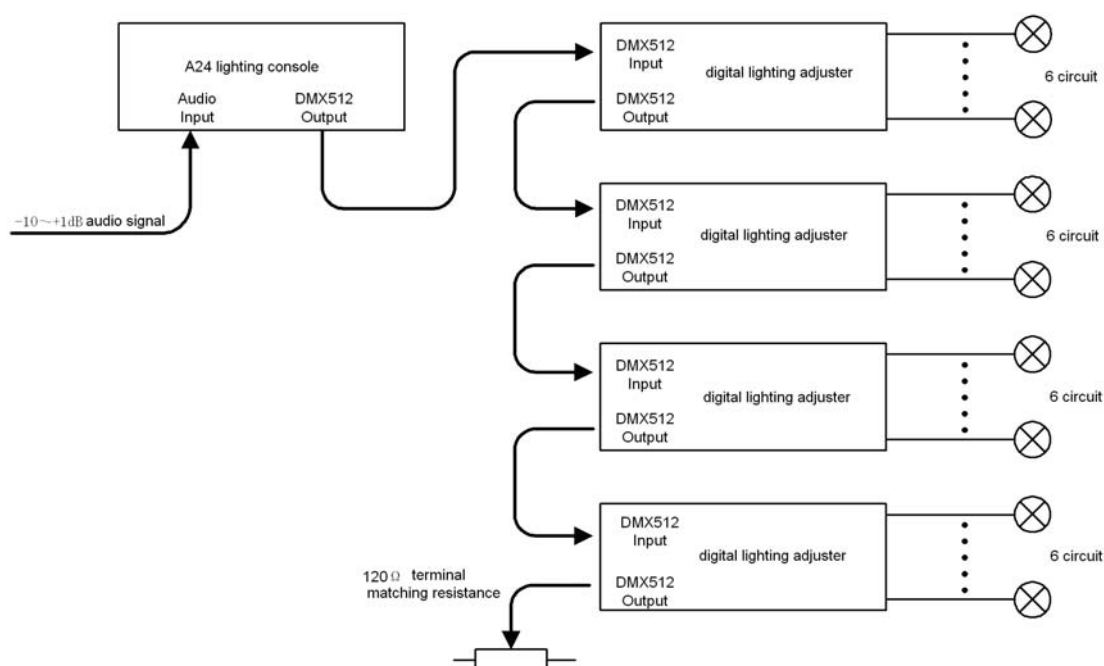 A24 lighting console
Audio
Input
DMX512
Output
-10～+1dB audio signal
DMX512
Input
digital lighting adjuster
DMX512
Output
6 circuit
DMX512
Input
digital lighting adjuster
DMX512
Output
6 circuit
DMX512
Input
digital lighting adjuster
DMX512
Output
6 circuit
DMX512
Input
digital lighting adjuster
DMX512
Output
6 circuit
120Ω terminal
matching resistance